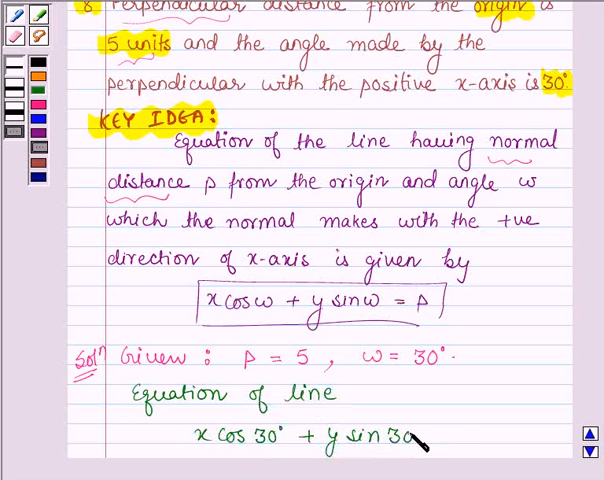 8 Perpendicular distance from the origin is
5 units and the angle made by the
perpendicular with the positive x-axis is 30°.
KEY IDEA:
Equation of the line having normal
distance p from the origin and angle ω
which the normal makes with the +ve
direction of x-axis is given by
x cosω + y sinω = p
Solⁿ Given : p = 5 , ω = 30°.
Equation of line
x cos 30° + y sin 30